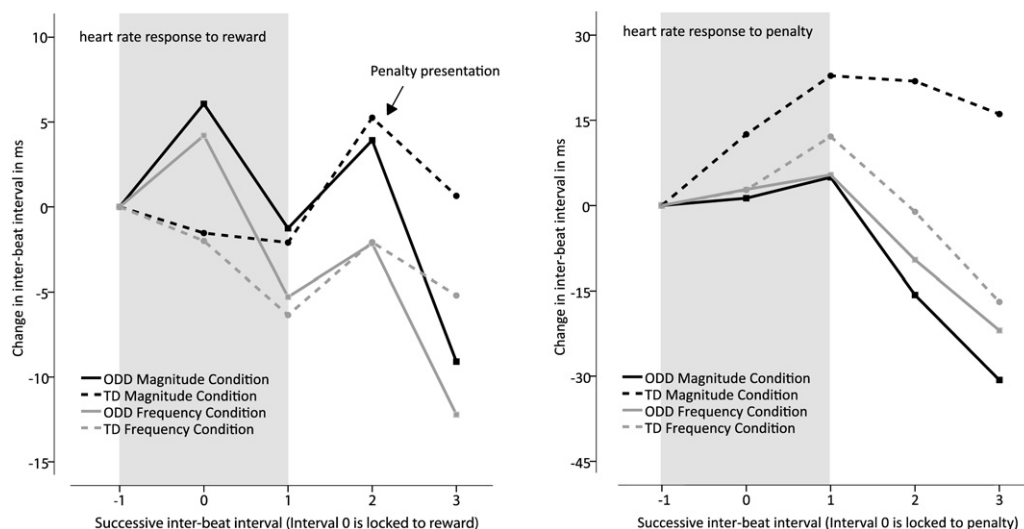 heart rate response to reward
Penalty presentation
Change in inter-beat interval in ms
10
5
0
-5
-10
-15
ODD Magnitude Condition
TD Magnitude Condition
ODD Frequency Condition
TD Frequency Condition
-1 0 1 2 3
Successive inter-beat interval (Interval 0 is locked to reward)
heart rate response to penalty
Change in inter-beat interval in ms
30
15
0
-15
-30
-45
ODD Magnitude Condition
TD Magnitude Condition
ODD Frequency Condition
TD Frequency Condition
-1 0 1 2 3
Successive inter-beat interval (Interval 0 is locked to penalty)